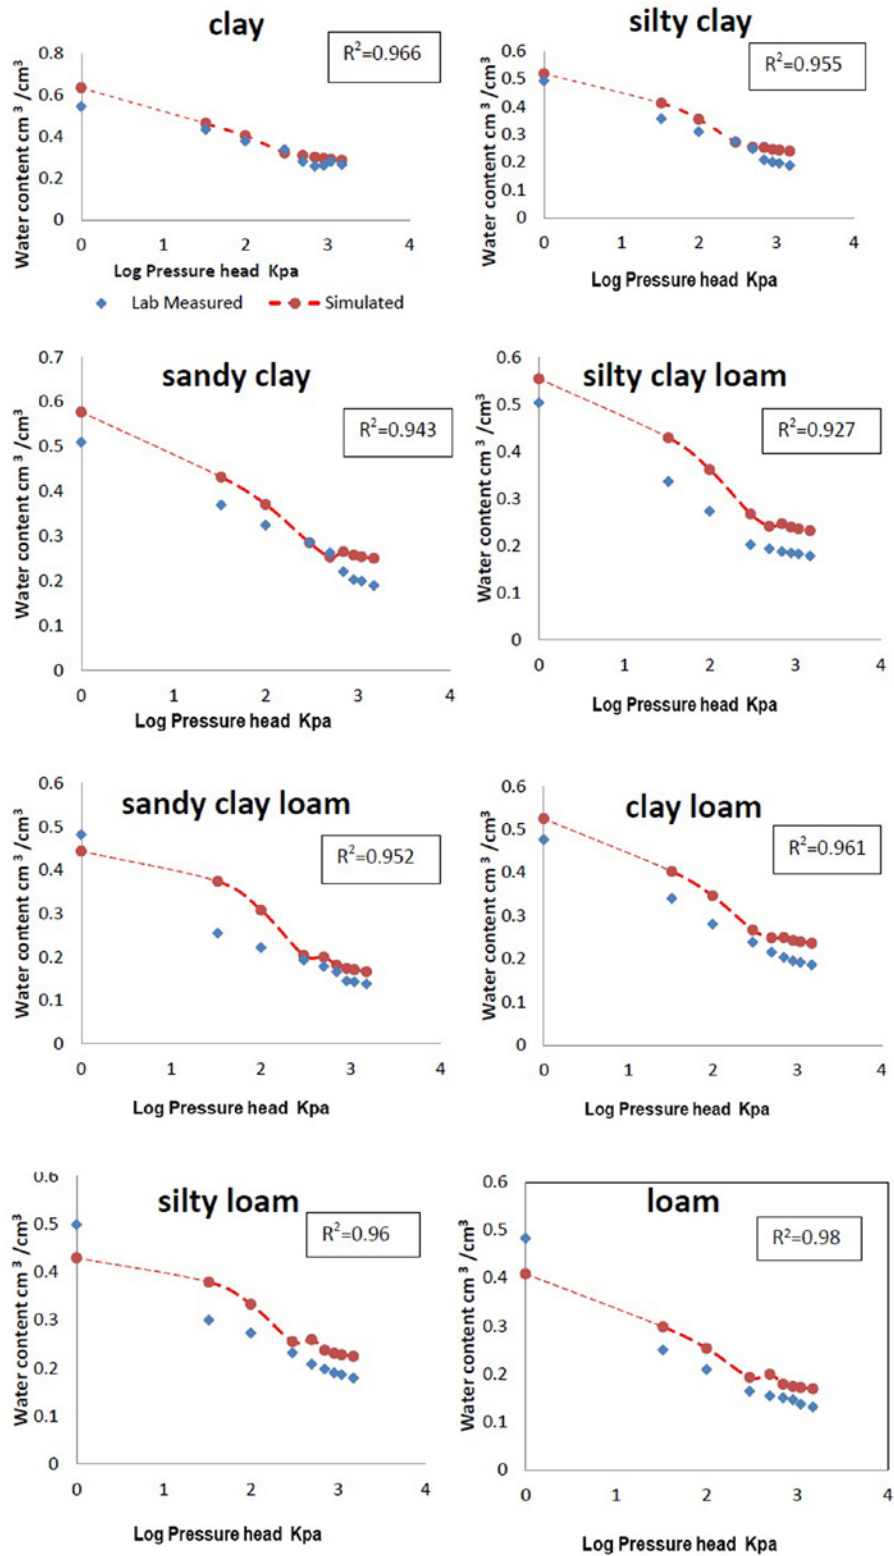 clay
R²=0.966
Water content cm ³ /cm³
0.8
0.6
0.4
0.2
0
0 1 2 3 4
Log Pressure head Kpa
Lab Measured Simulated
silty clay
R²=0.955
Water content cm ³ /cm³
0.6
0.5
0.4
0.3
0.2
0.1
0
0 1 2 3 4
Log Pressure head Kpa
sandy clay
R²=0.943
Water content cm ³ /cm³
0.7
0.6
0.5
0.4
0.3
0.2
0.1
0
0 1 2 3 4
Log Pressure head Kpa
silty clay loam
R²=0.927
Water content cm ³ /cm³
0.6
0.5
0.4
0.3
0.2
0.1
0
0 1 2 3 4
Log Pressure head Kpa
sandy clay loam
R²=0.952
Water content cm ³ /cm³
0.6
0.5
0.4
0.3
0.2
0.1
0
0 1 2 3 4
Log Pressure head Kpa
clay loam
R²=0.961
Water content cm ³ /cm³
0.6
0.5
0.4
0.3
0.2
0.1
0
0 1 2 3 4
Log Pressure head Kpa
silty loam
R²=0.96
Water content cm ³ /cm³
0.6
0.5
0.4
0.3
0.2
0.1
0
0 1 2 3 4
Log Pressure head Kpa
loam
R²=0.98
Water content cm ³ /cm³
0.6
0.5
0.4
0.3
0.2
0.1
0
0 1 2 3 4
Log Pressure head Kpa